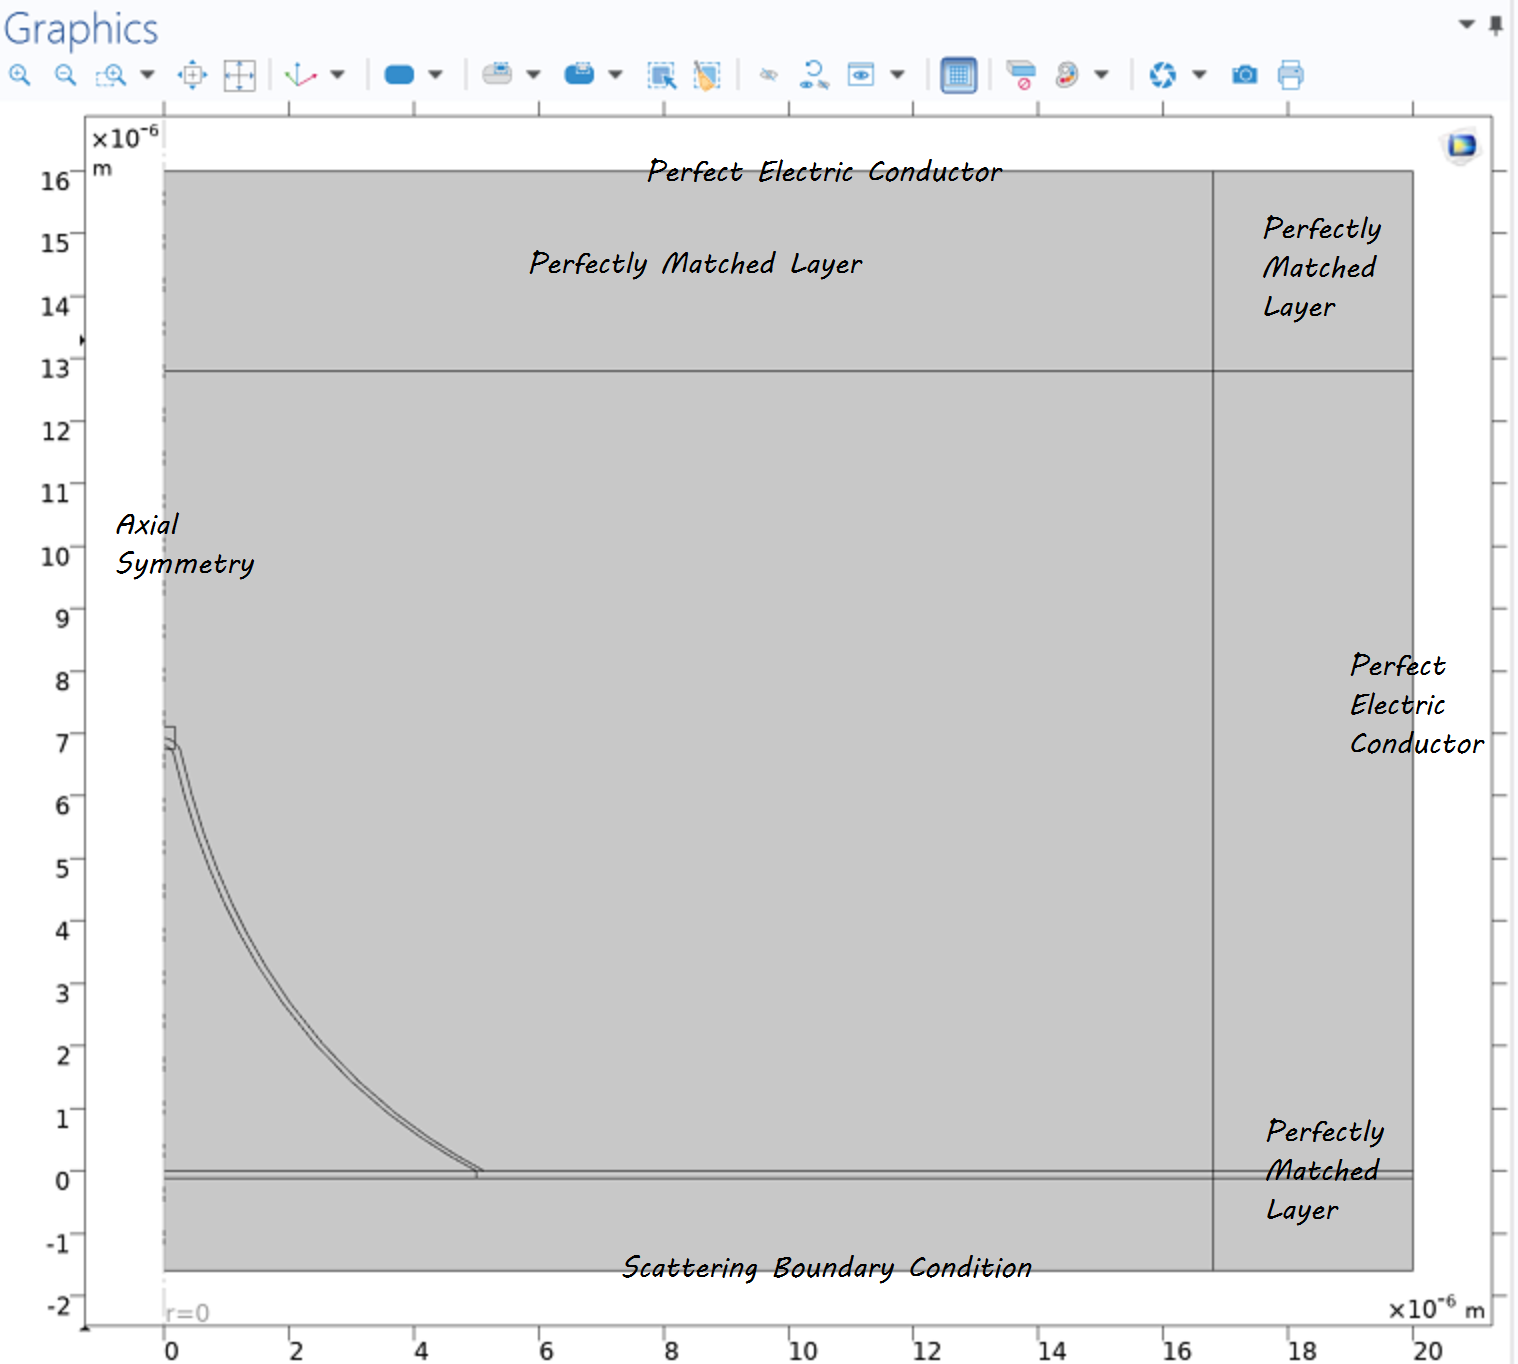 Graphics
×10⁻⁶
m
Perfect Electric Conductor
Perfectly Matched Layer
Perfectly
Matched
Layer
Axial
Symmetry
Perfect
Electric
Conductor
Perfectly
Matched
Layer
Scattering Boundary Condition
16
15
14
13
12
11
10
9
8
7
6
5
4
3
2
1
0
-1
-2
r=0
×10⁻⁶ m
0 2 4 6 8 10 12 14 16 18 20